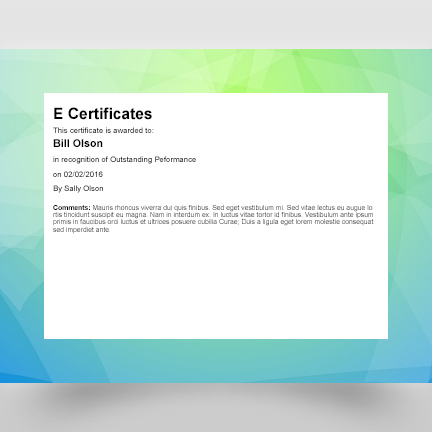 E Certificates
This certificate is awarded to:
Bill Olson
in recognition of Outstanding Peformance
on 02/02/2016
By Sally Olson
Comments: Mauris rhoncus viverra dui quis finibus. Sed eget vestibulum mi. Sed vitae lectus eu augue lo
rtis tincidunt suscipit eu magna. Nam in interdum ex. In luctus vitae tortor id finibus. Vestibulum ante ipsum
primis in faucibus orci luctus et ultrices posuere cubilia Curae; Duis a ligula eget lorem molestie consequat
sed imperdiet ante.